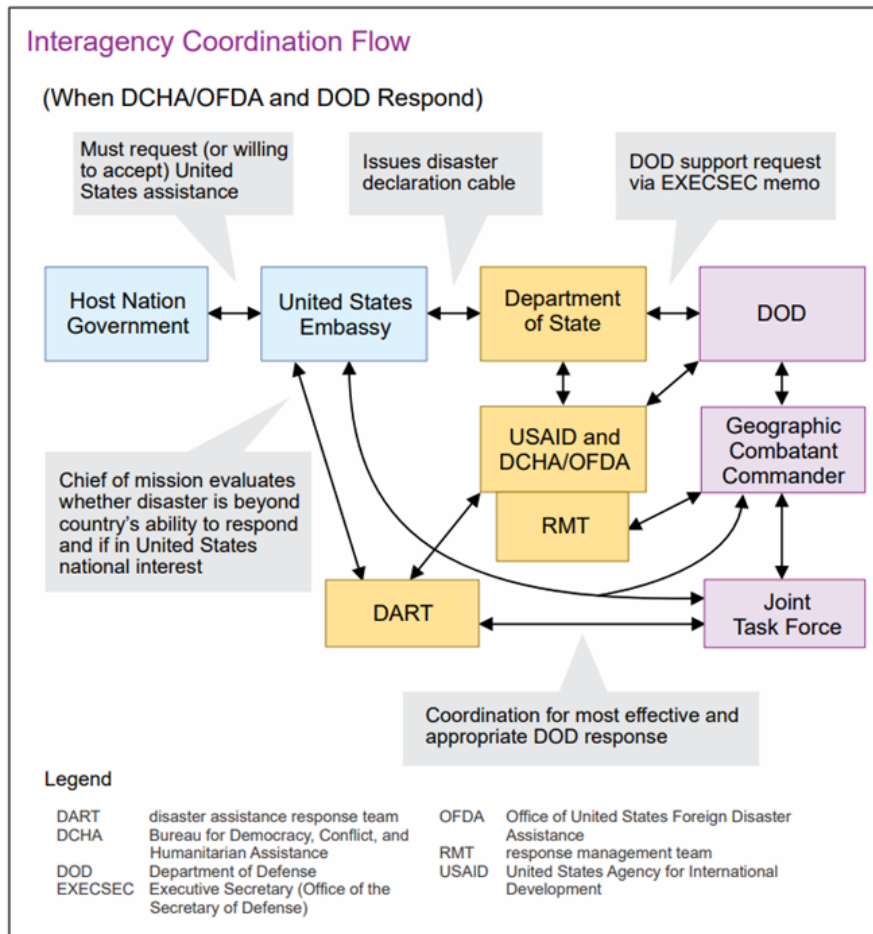 Interagency Coordination Flow
(When DCHA/OFDA and DOD Respond)
Must request (or willing
to accept) United
States assistance
Issues disaster
declaration cable
DOD support request
via EXECSEC memo
Host Nation
Government
United States
Embassy
Department
of State
DOD
USAID and
DCHA/OFDA
Geographic
Combatant
Commander
RMT
Chief of mission evaluates
whether disaster is beyond
country's ability to respond
and if in United States
national interest
DART
Joint
Task Force
Coordination for most effective and
appropriate DOD response
Legend
DART disaster assistance response team
DCHA Bureau for Democracy, Conflict, and
Humanitarian Assistance
DOD Department of Defense
EXECSEC Executive Secretary (Office of the
Secretary of Defense)
OFDA Office of United States Foreign Disaster
Assistance
RMT response management team
USAID United States Agency for International
Development